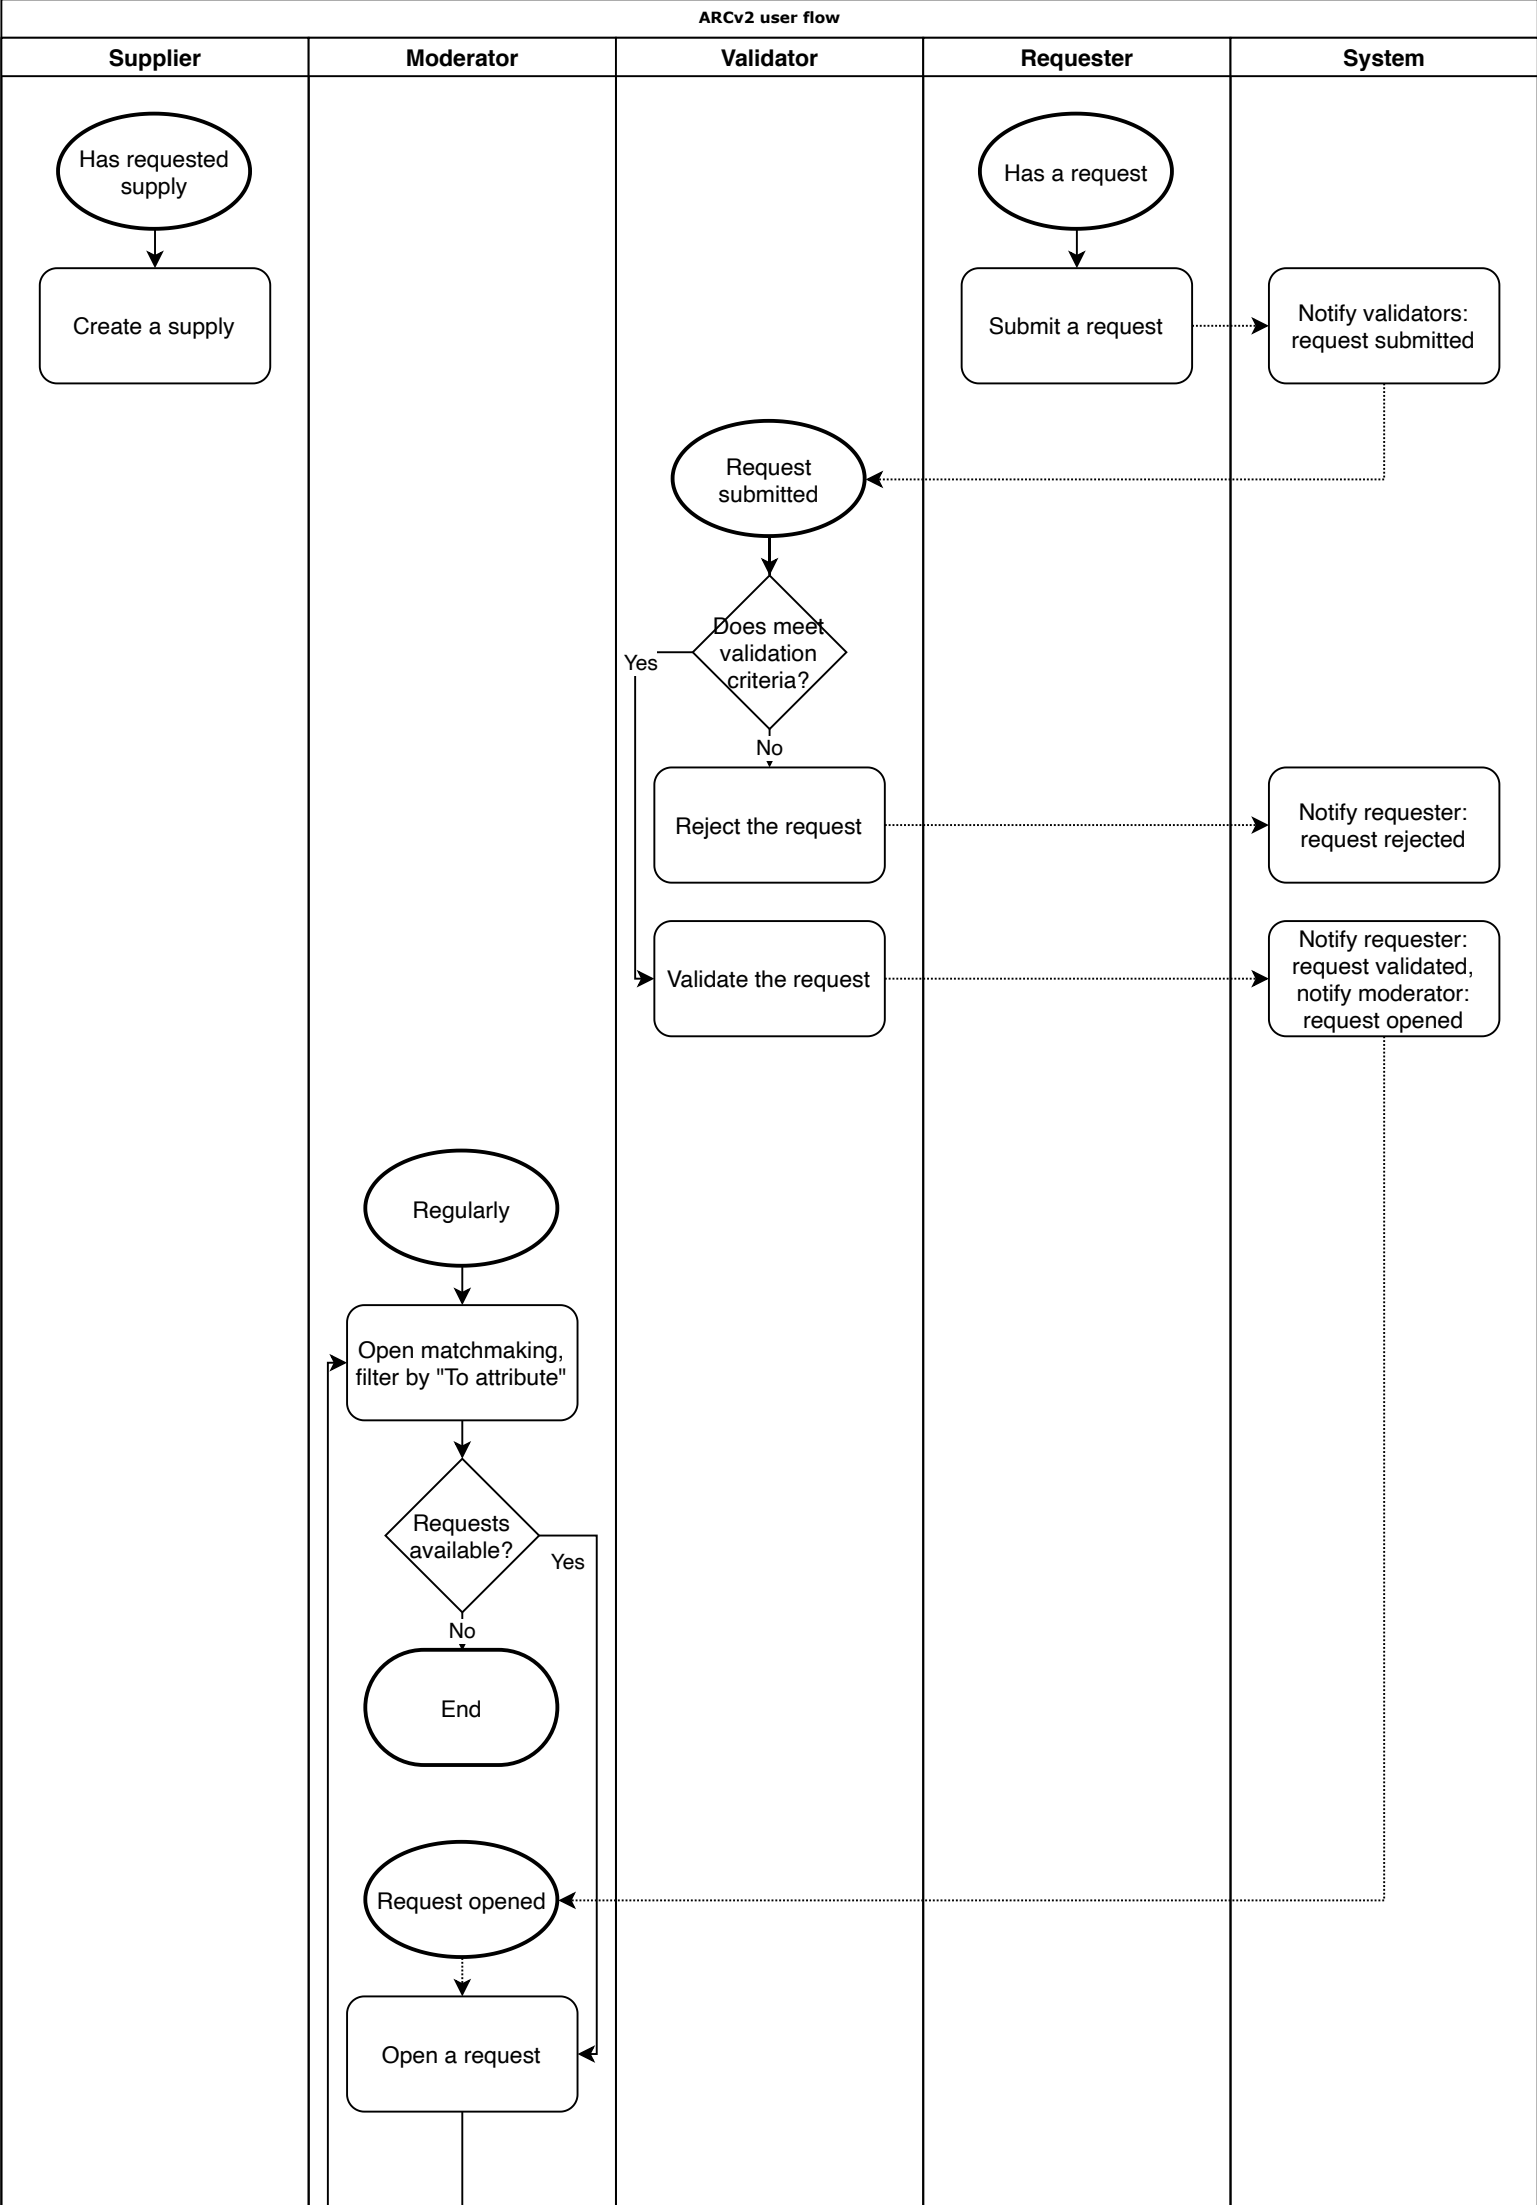 ARCv2 user flow
Supplier
Moderator
Validator
Requester
System
Has requested
supply
Has a request
Create a supply
Submit a request
Notify validators:
request submitted
Request
submitted
Does meet
validation
criteria?
Yes
No
Reject the request
Notify requester:
request rejected
Validate the request
Notify requester:
request validated,
notify moderator:
request opened
Regularly
Open matchmaking,
filter by "To attribute"
Requests
available?
Yes
No
End
Request opened
Open a request